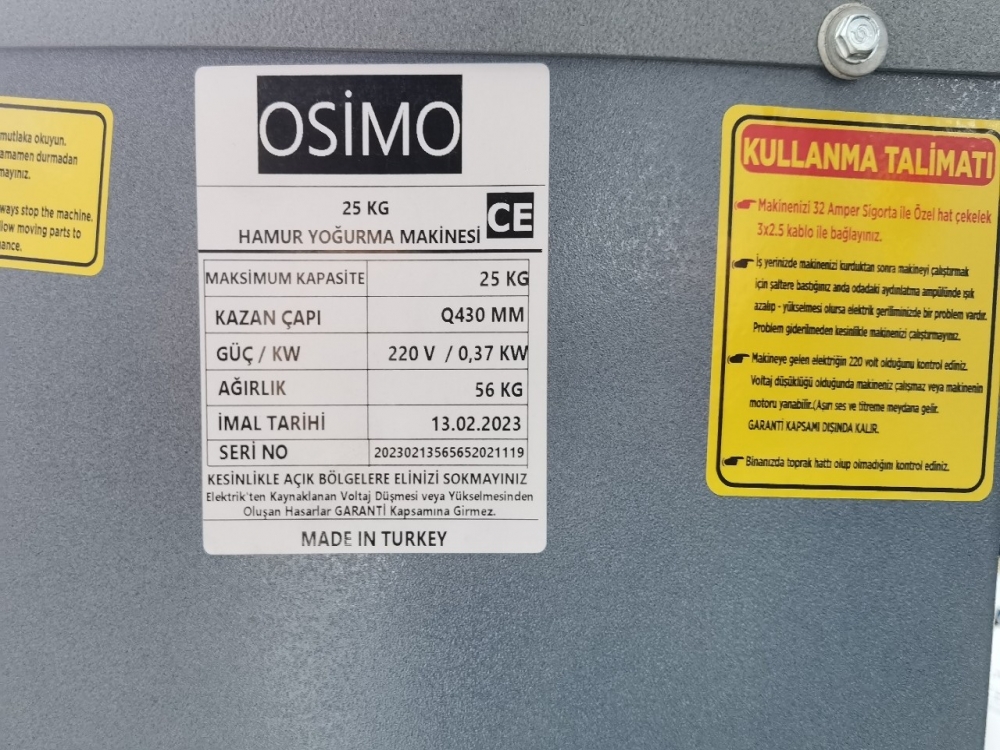 mutlaka okuyun.
amamen durmadan
mayınız.
ways stop the machine.
llow moving parts to
ance.
OSİMO
25 KG
HAMUR YOĞURMA MAKİNESİ
CE
MAKSİMUM KAPASİTE 25 KG
KAZAN ÇAPI Q430 MM
GÜÇ / KW 220 V / 0,37 KW
AĞIRLIK 56 KG
İMAL TARİHİ 13.02.2023
SERİ NO 20230213565652021119
KESİNLİKLE AÇIK BÖLGELERE ELİNİZİ SOKMAYINIZ
Elektrik'ten Kaynaklanan Voltaj Düşmesi veya Yükselmesinden
Oluşan Hasarlar GARANTİ Kapsamına Girmez.
MADE IN TURKEY
KULLANMA TALİMATI
Makinenizi 32 Amper Sigorta ile Özel hat çekelek
3x2.5 kablo ile bağlayınız.
İş yerinizde makinenizi kurduktan sonra makineyi çalıştırmak
için şaltere bastığınız anda odadaki aydınlatma ampülünde ışık
azalıp - yükselmesi olursa elektrik geriliminizde bir problem vardır.
Problem giderilmeden kesinlikle makinenizi çalıştırmayınız.
Makineye gelen elektriğin 220 volt olduğunu kontrol ediniz.
Voltaj düşüklüğü olduğunda makineniz çalışmaz veya makinenin
motoru yanabilir.(Aşırı ses ve titreme meydana gelir.
GARANTİ KAPSAMI DIŞINDA KALIR.
Binanızda toprak hattı olup olmadığını kontrol ediniz.